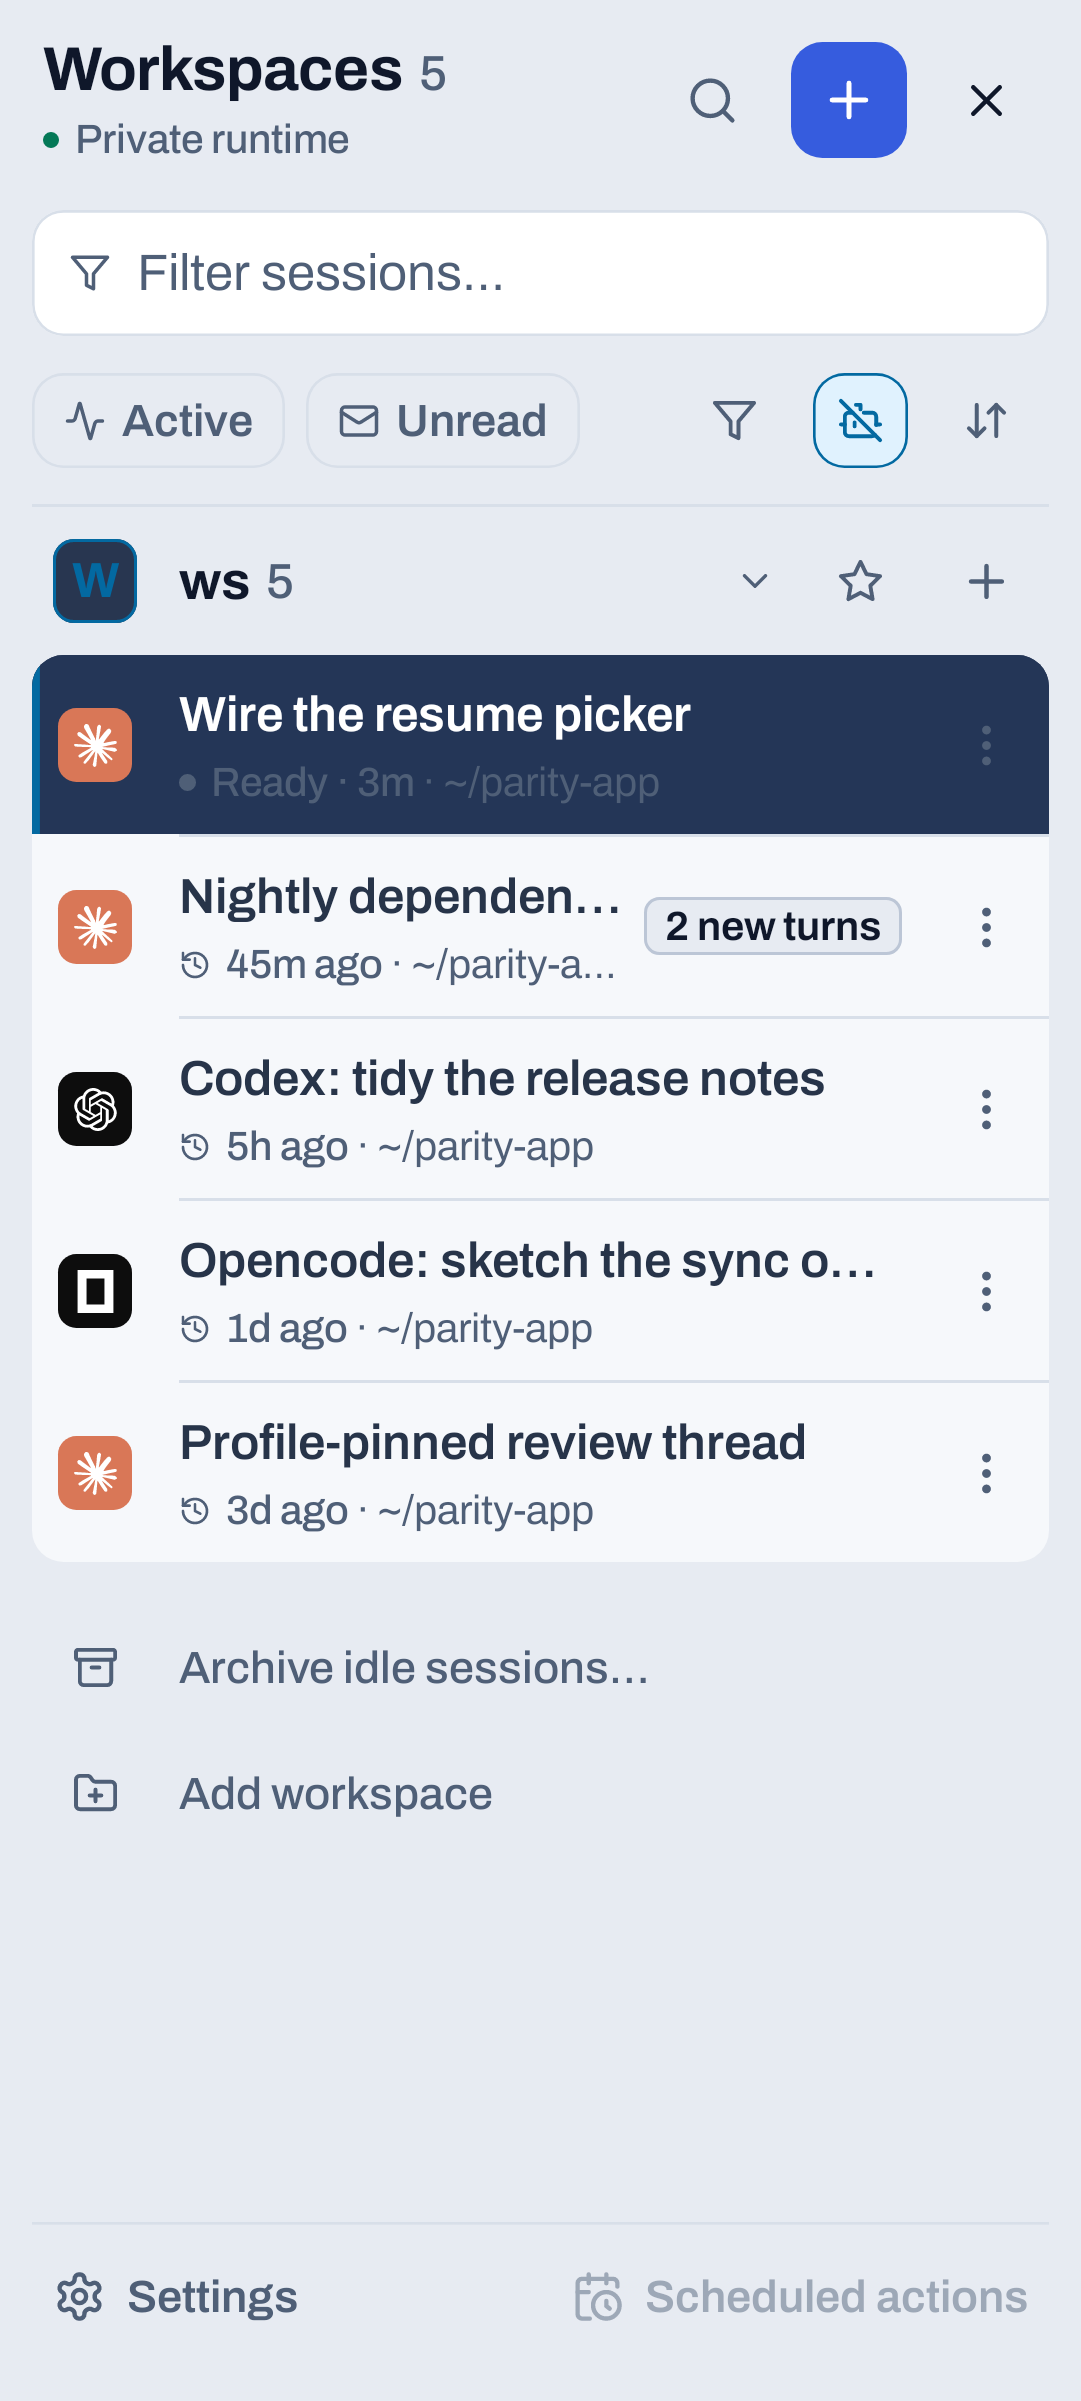 Workspaces 5
Private runtime
Filter sessions...
Active
Unread
W
ws 5
Wire the resume picker
Ready · 3m · ~/parity-app
Nightly dependen...
2 new turns
45m ago · ~/parity-a...
Codex: tidy the release notes
5h ago · ~/parity-app
Opencode: sketch the sync o...
1d ago · ~/parity-app
Profile-pinned review thread
3d ago · ~/parity-app
Archive idle sessions...
Add workspace
Settings
Scheduled actions